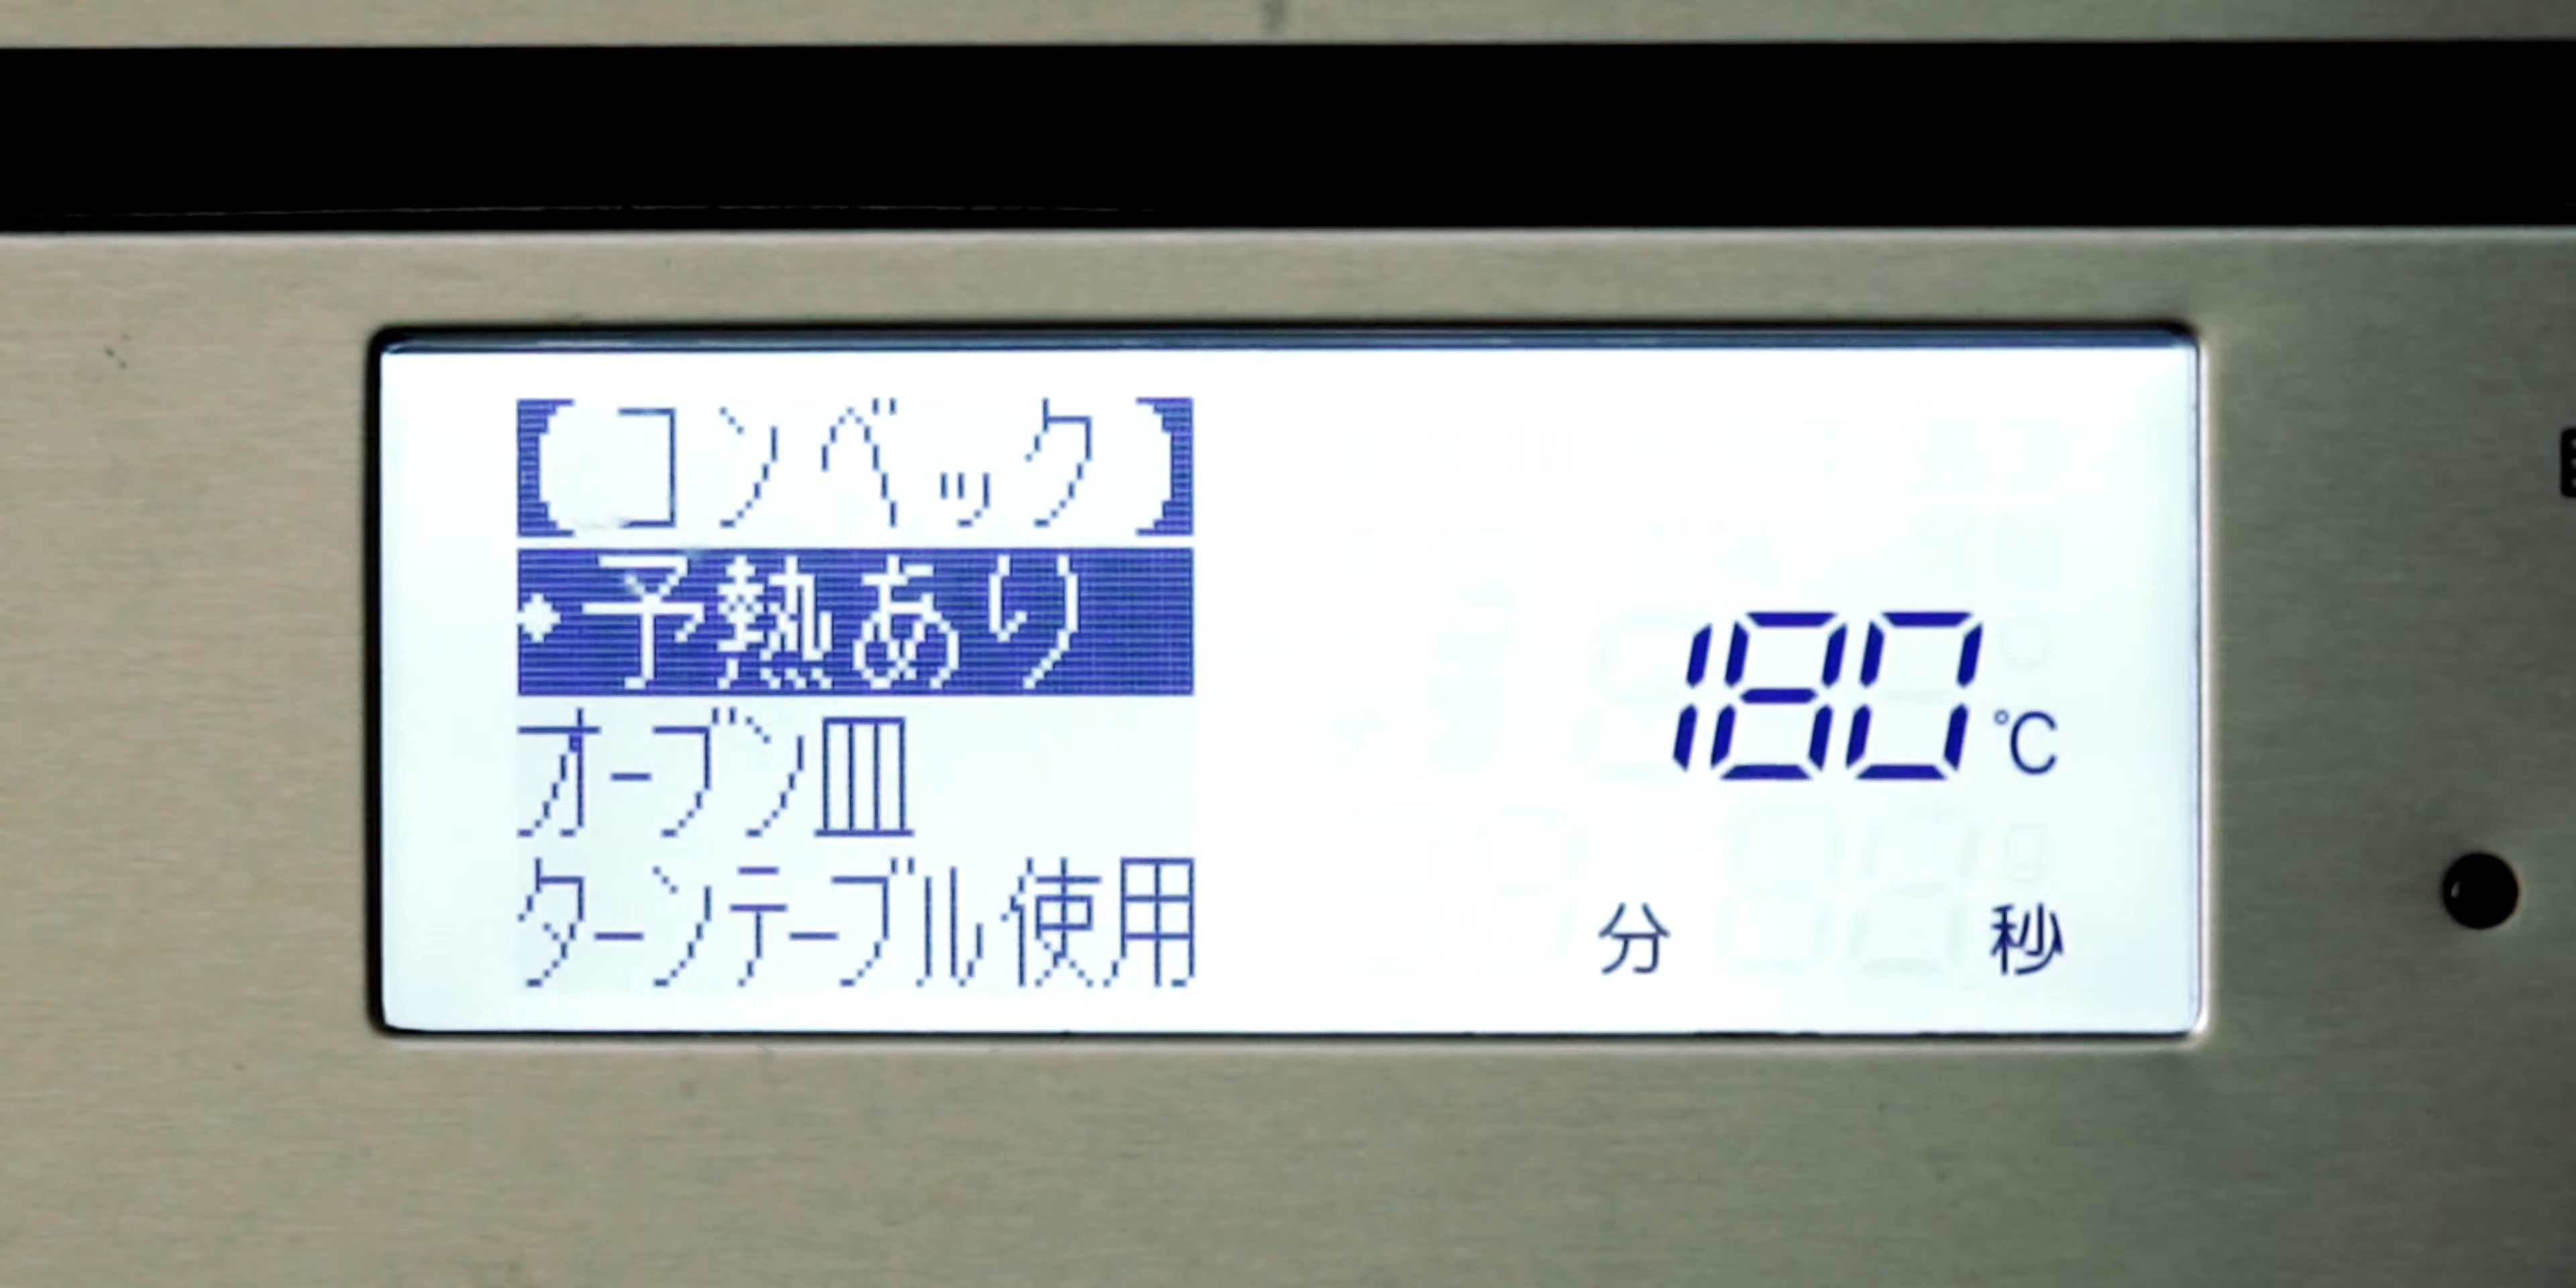 【コンベック】
◆予熱あり
オーブン皿
ターンテーブル使用
180℃
分 秒